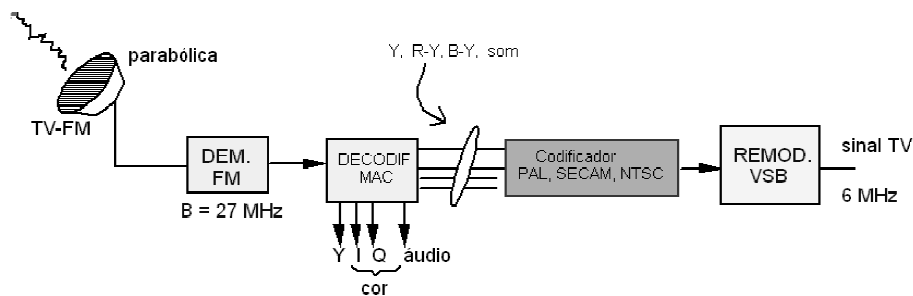 Y, R-Y, B-Y, som
parabólica
TV-FM
DEM.
FM
B = 27 MHz
DECODIF
MAC
Codificador
PAL, SECAM, NTSC
REMOD.
VSB
sinal TV
6 MHz
Y I Q áudio
cor